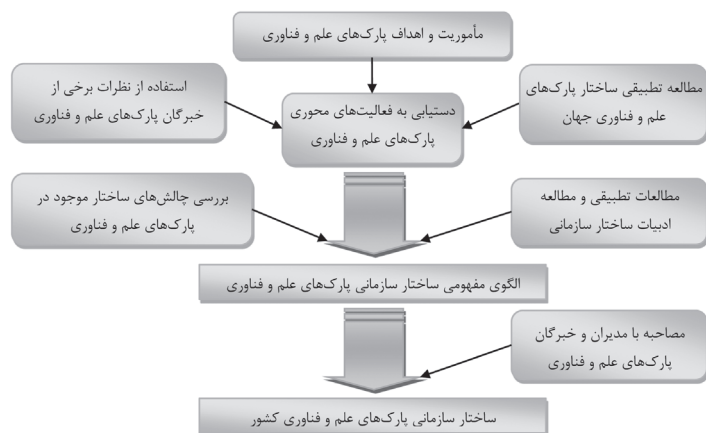 مأموریت و اهداف پارک‌های علم و فناوری
استفاده از نظرات برخی از
خبرگان پارک‌های علم و فناوری
دستیابی به فعالیت‌های محوری
پارک‌های علم و فناوری
مطالعه تطبیقی ساختار پارک‌های
علم و فناوری جهان
بررسی چالش‌های ساختار موجود در
پارک‌های علم و فناوری
مطالعات تطبیقی و مطالعه
ادبیات ساختار سازمانی
الگوی مفهومی ساختار سازمانی پارک‌های علم و فناوری
مصاحبه با مدیران و خبرگان
پارک‌های علم و فناوری
ساختار سازمانی پارک‌های علم و فناوری کشور